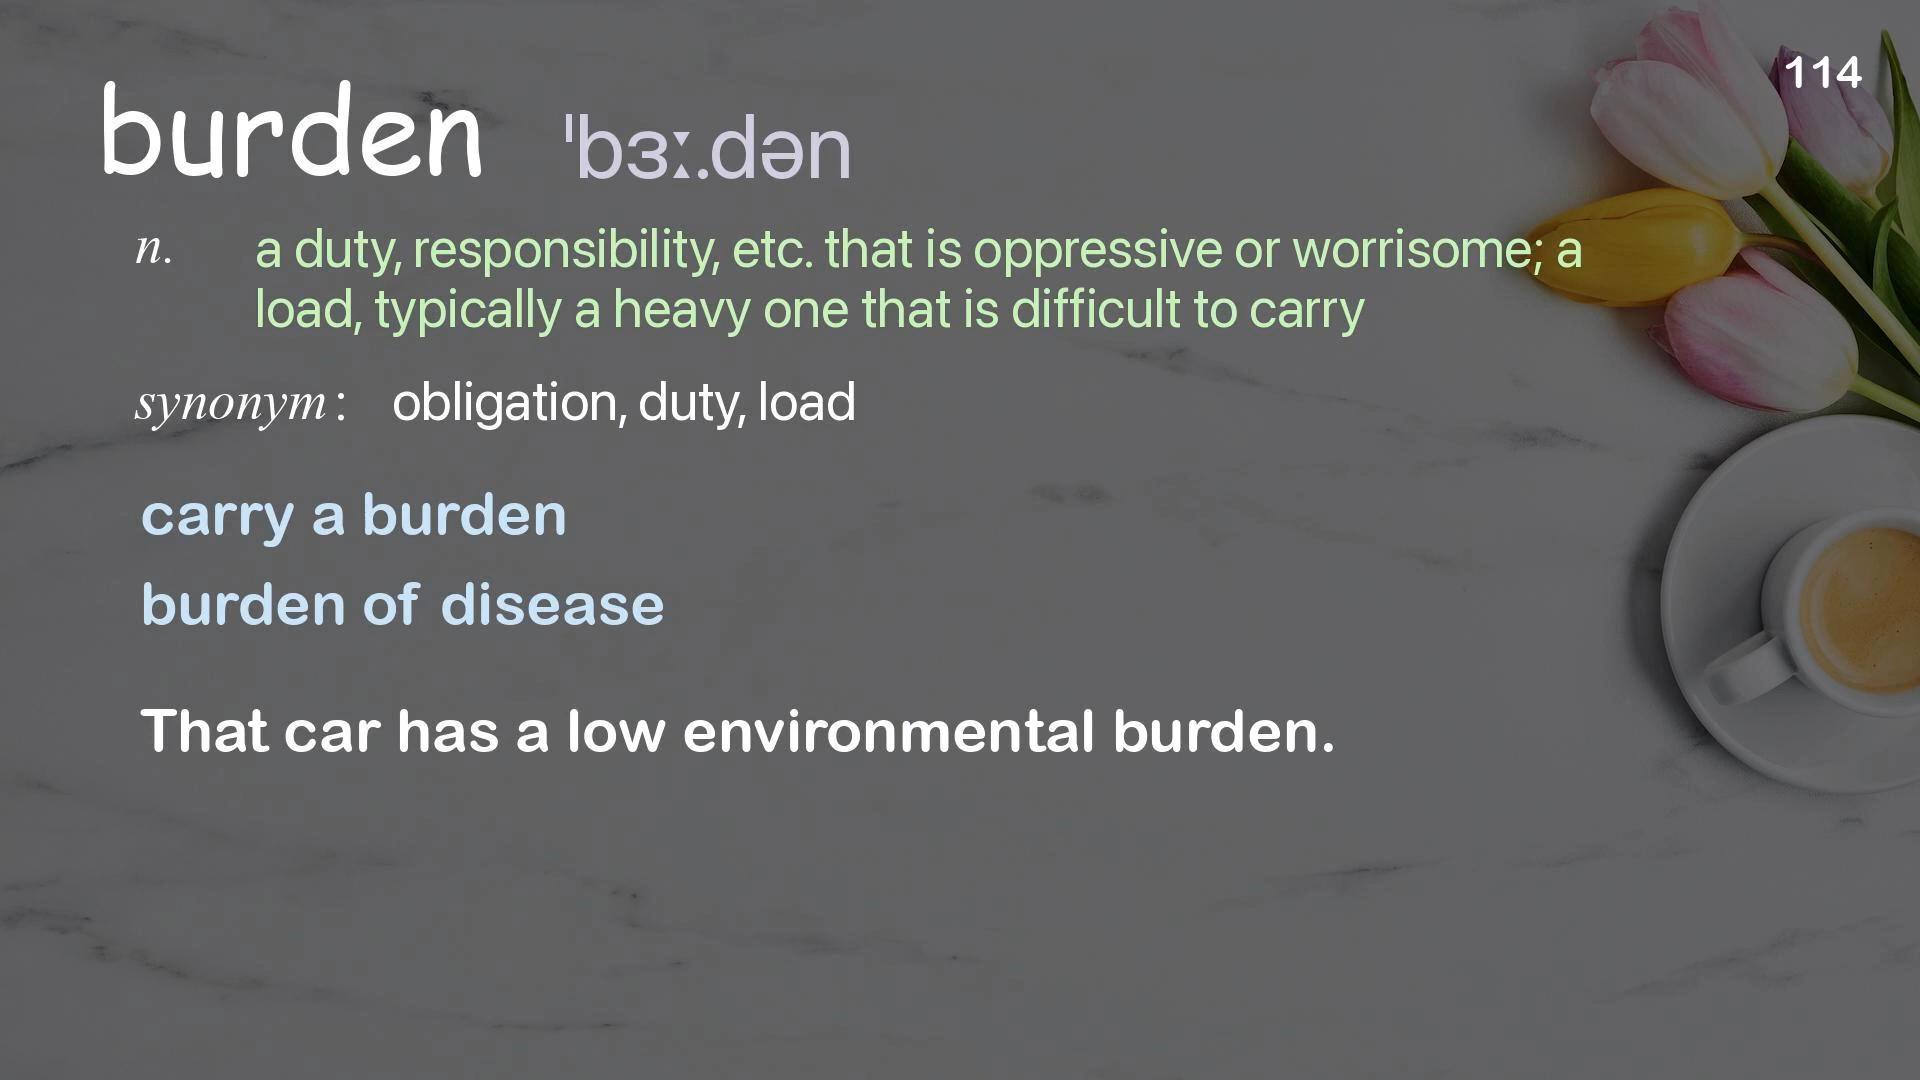 114
burden ˈbɜː.dən
n. a duty, responsibility, etc. that is oppressive or worrisome; a
load, typically a heavy one that is difficult to carry
synonym: obligation, duty, load
carry a burden
burden of disease
That car has a low environmental burden.